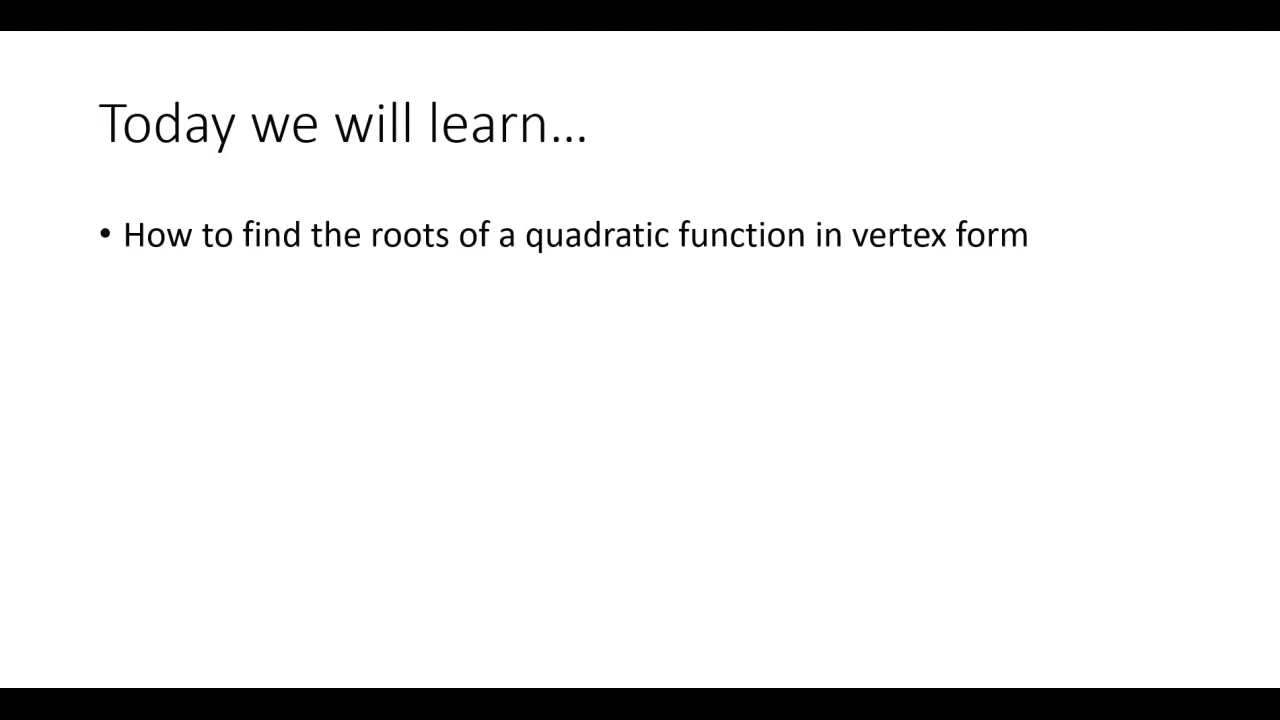 Today we will learn…
• How to find the roots of a quadratic function in vertex form